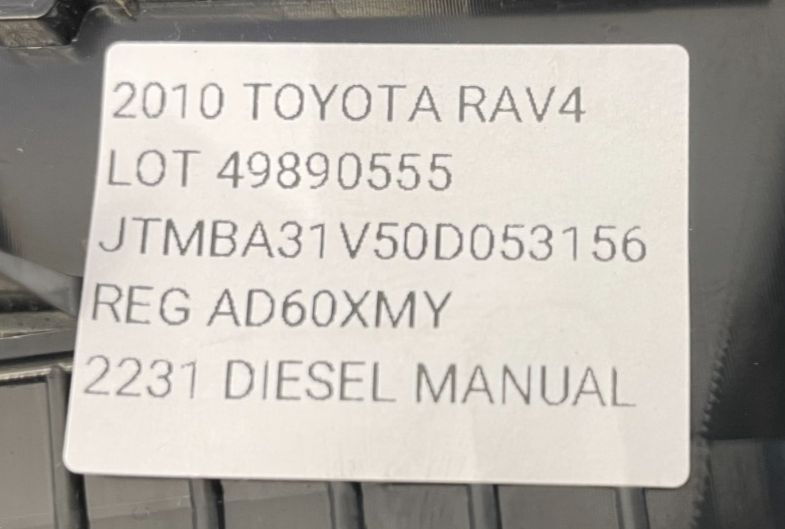 2010 TOYOTA RAV4
LOT 49890555
JTMBA31V50D053156
REG AD60XMY
2231 DIESEL MANUAL